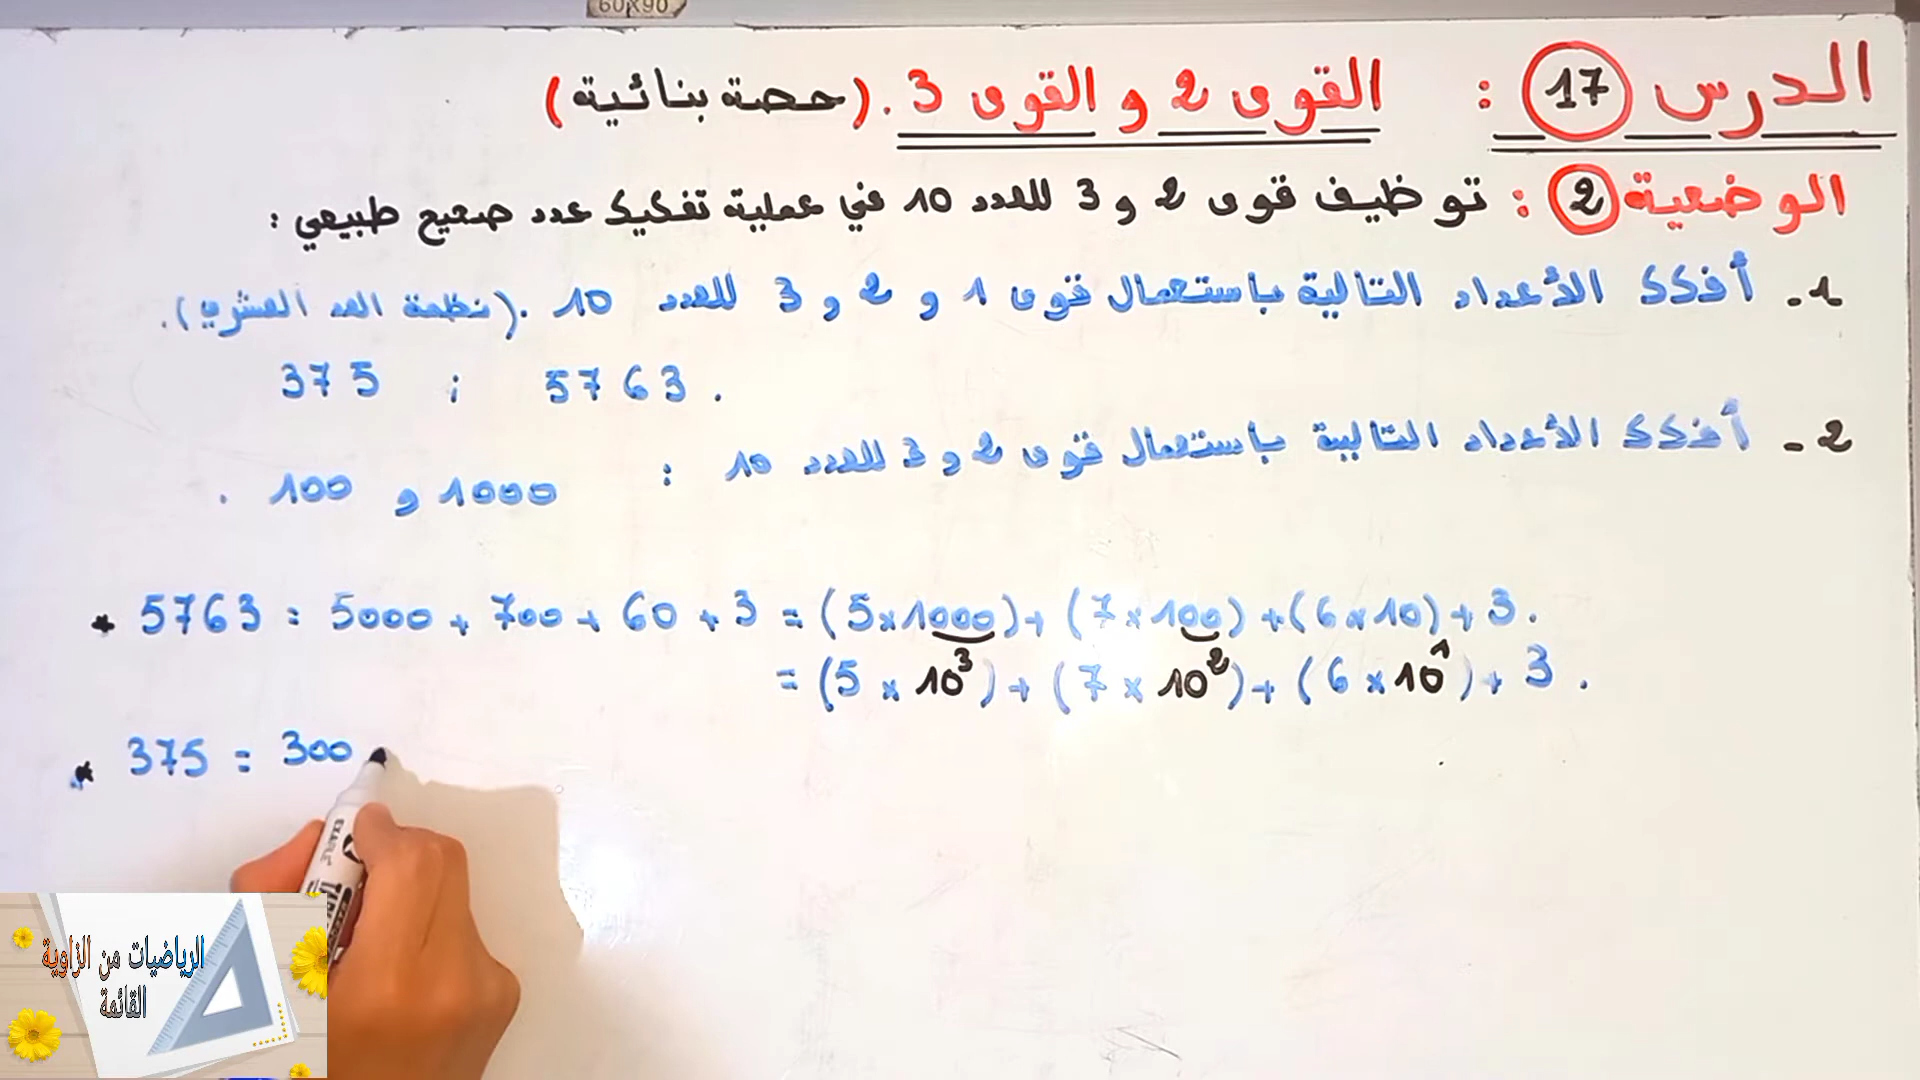 60x90
الدرس 17 : القوى 2 و القوى 3 . (حصة بنائية)
الوضعية 2 : توظيف قوى 2 و 3 للعدد 10 في عملية تفكيك عدد صحيح طبيعي :
1- أفكك الأعداد التالية باستعمال قوى 1 و 2 و 3 للعدد 10 . (نظمة العد العشري).
375 ; 5763 .
2- أفكك الأعداد التالية باستعمال قوى 2 و 3 للعدد 10 :
1000 و 100 .
* 5763 = 5000 + 700 + 60 + 3 = (5×1000) + (7×100) + (6×10) + 3 .
= (5 × 10³) + (7 × 10²) + (6 × 10¹) + 3 .
* 375 = 300
الرياضيات من الزاوية
القائمة